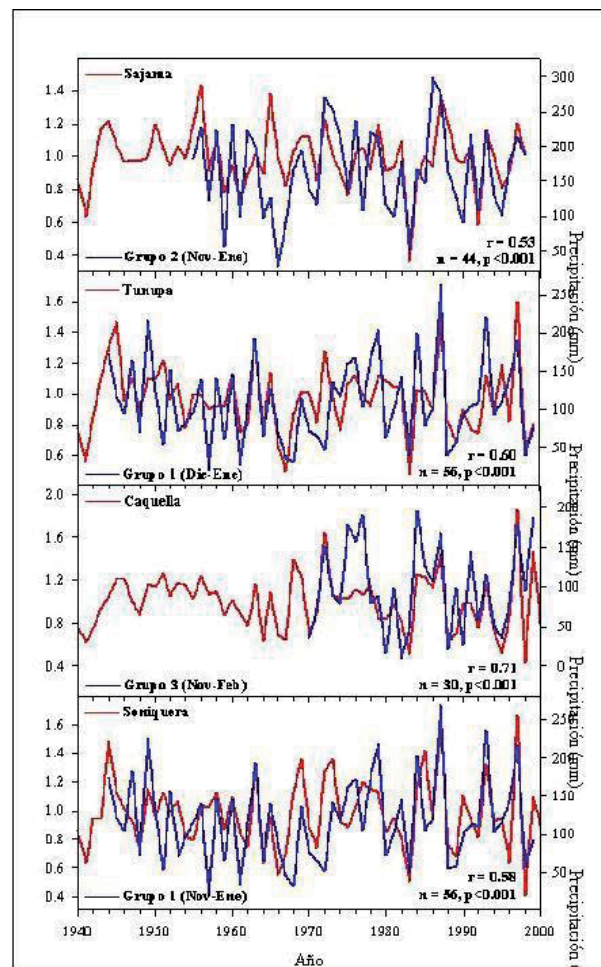 1.4
1.2
1.0
0.8
0.6
0.4
Sajama
Grupo 2 (Nov-Ene)
r = 0.53
n = 44, p<0.001
300
250
200
150
100
50
Precipitación (mm)
1.6
1.4
1.2
1.0
0.8
0.6
Tunupa
Grupo 1 (Dic-Ene)
r = 0.60
n = 56, p<0.001
250
200
150
100
50
Precipitación (mm)
2.0
1.6
1.2
0.8
0.4
Caquella
Grupo 3 (Nov-Feb)
r = 0.71
n = 30, p<0.001
200
150
100
50
0
Precipitación (mm)
1.6
1.4
1.2
1.0
0.8
0.6
0.4
Soniquera
Grupo 1 (Nov-Ene)
r = 0.58
n = 56, p<0.001
250
200
150
100
50
Precipitación (
1940 1950 1960 1970 1980 1990 2000
Año